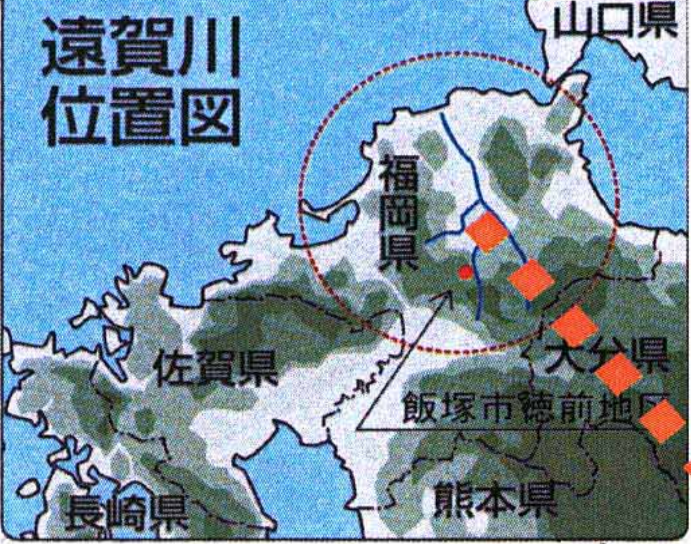 遠賀川
位置図
山口県
福岡県
大分県
佐賀県
飯塚市徳前地区
長崎県
熊本県